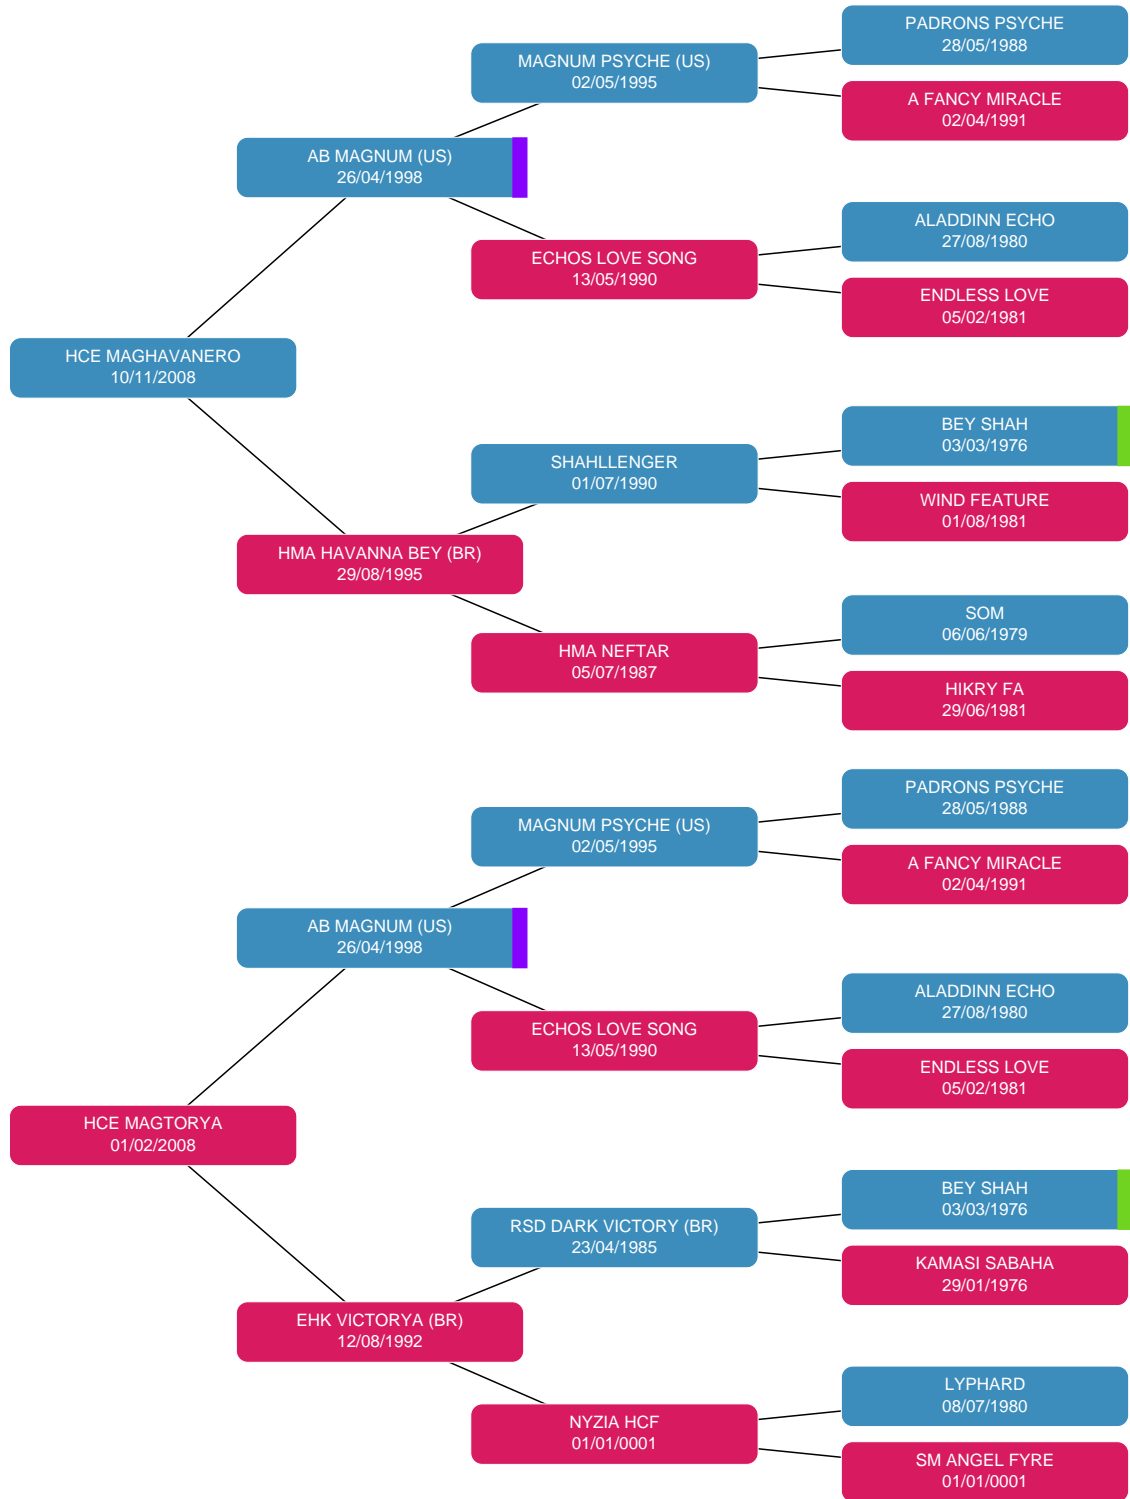 PADRONS PSYCHE
28/05/1988
MAGNUM PSYCHE (US)
02/05/1995
A FANCY MIRACLE
02/04/1991
AB MAGNUM (US)
26/04/1998
ALADDINN ECHO
27/08/1980
ECHOS LOVE SONG
13/05/1990
ENDLESS LOVE
05/02/1981
HCE MAGHAVANERO
10/11/2008
BEY SHAH
03/03/1976
SHAHLLENGER
01/07/1990
WIND FEATURE
01/08/1981
HMA HAVANNA BEY (BR)
29/08/1995
SOM
06/06/1979
HMA NEFTAR
05/07/1987
HIKRY FA
29/06/1981
PADRONS PSYCHE
28/05/1988
MAGNUM PSYCHE (US)
02/05/1995
A FANCY MIRACLE
02/04/1991
AB MAGNUM (US)
26/04/1998
ALADDINN ECHO
27/08/1980
ECHOS LOVE SONG
13/05/1990
ENDLESS LOVE
05/02/1981
HCE MAGTORYA
01/02/2008
BEY SHAH
03/03/1976
RSD DARK VICTORY (BR)
23/04/1985
KAMASI SABAHA
29/01/1976
EHK VICTORYA (BR)
12/08/1992
LYPHARD
08/07/1980
NYZIA HCF
01/01/0001
SM ANGEL FYRE
01/01/0001